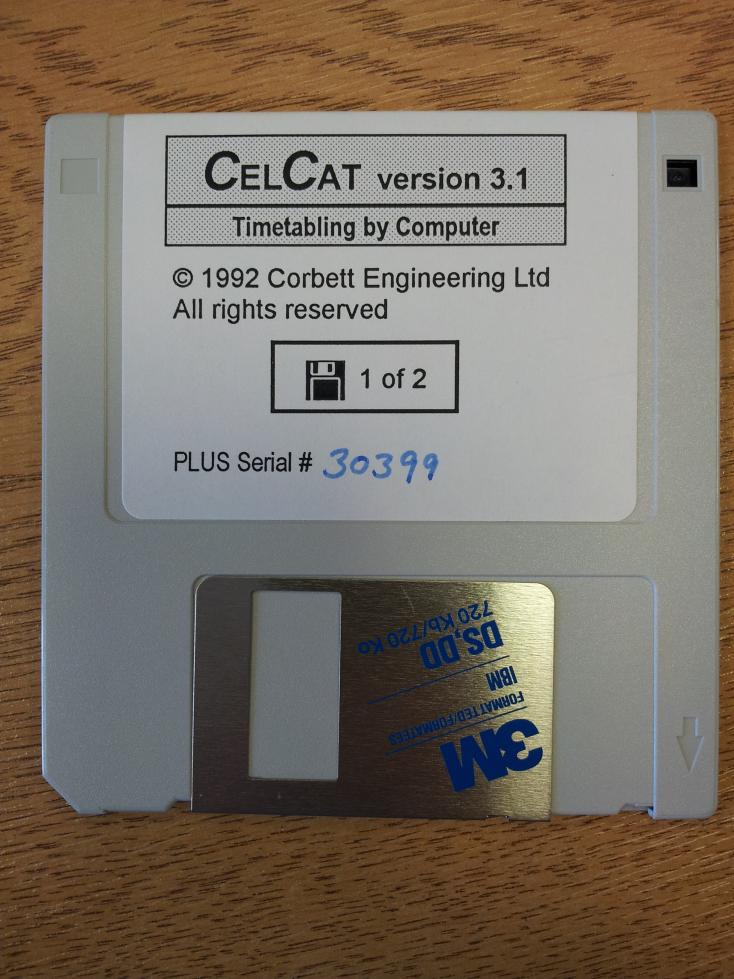 CELCAT version 3.1
Timetabling by Computer
© 1992 Corbett Engineering Ltd
All rights reserved
1 of 2
PLUS Serial # 30399
3M
FORMATTED/FORMATEES
IBM
DS,DD
720 Kb/720 Ko